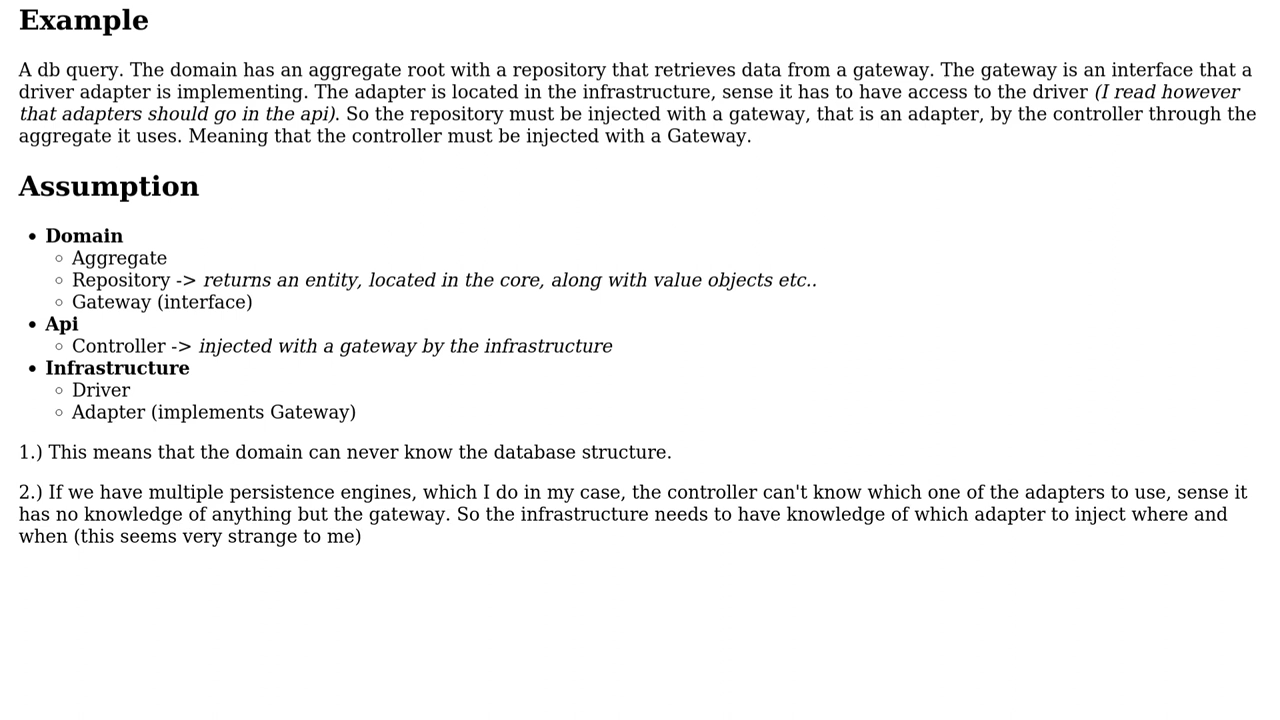 Example
A db query. The domain has an aggregate root with a repository that retrieves data from a gateway. The gateway is an interface that a
driver adapter is implementing. The adapter is located in the infrastructure, sense it has to have access to the driver (I read however
that adapters should go in the api). So the repository must be injected with a gateway, that is an adapter, by the controller through the
aggregate it uses. Meaning that the controller must be injected with a Gateway.
Assumption
• Domain
◦ Aggregate
◦ Repository -> returns an entity, located in the core, along with value objects etc..
◦ Gateway (interface)
• Api
◦ Controller -> injected with a gateway by the infrastructure
• Infrastructure
◦ Driver
◦ Adapter (implements Gateway)
1.) This means that the domain can never know the database structure.
2.) If we have multiple persistence engines, which I do in my case, the controller can't know which one of the adapters to use, sense it
has no knowledge of anything but the gateway. So the infrastructure needs to have knowledge of which adapter to inject where and
when (this seems very strange to me)